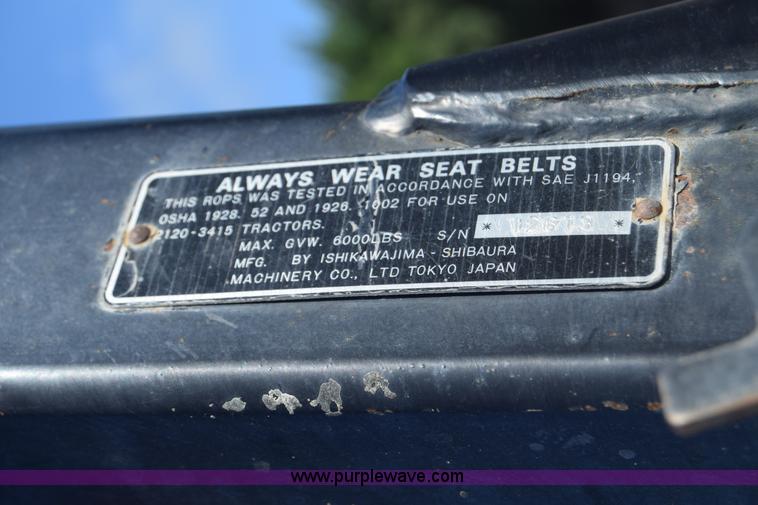 ALWAYS WEAR SEAT BELTS
THIS ROPS WAS TESTED IN ACCORDANCE WITH SAE J1194,
OSHA 1928. 52 AND 1926. 1002 FOR USE ON
2120-3415 TRACTORS.
MAX. GVW. 6000LBS S/N * *
MFG. BY ISHIKAWAJIMA-SHIBAURA
MACHINERY CO., LTD TOKYO JAPAN
www.purplewave.com